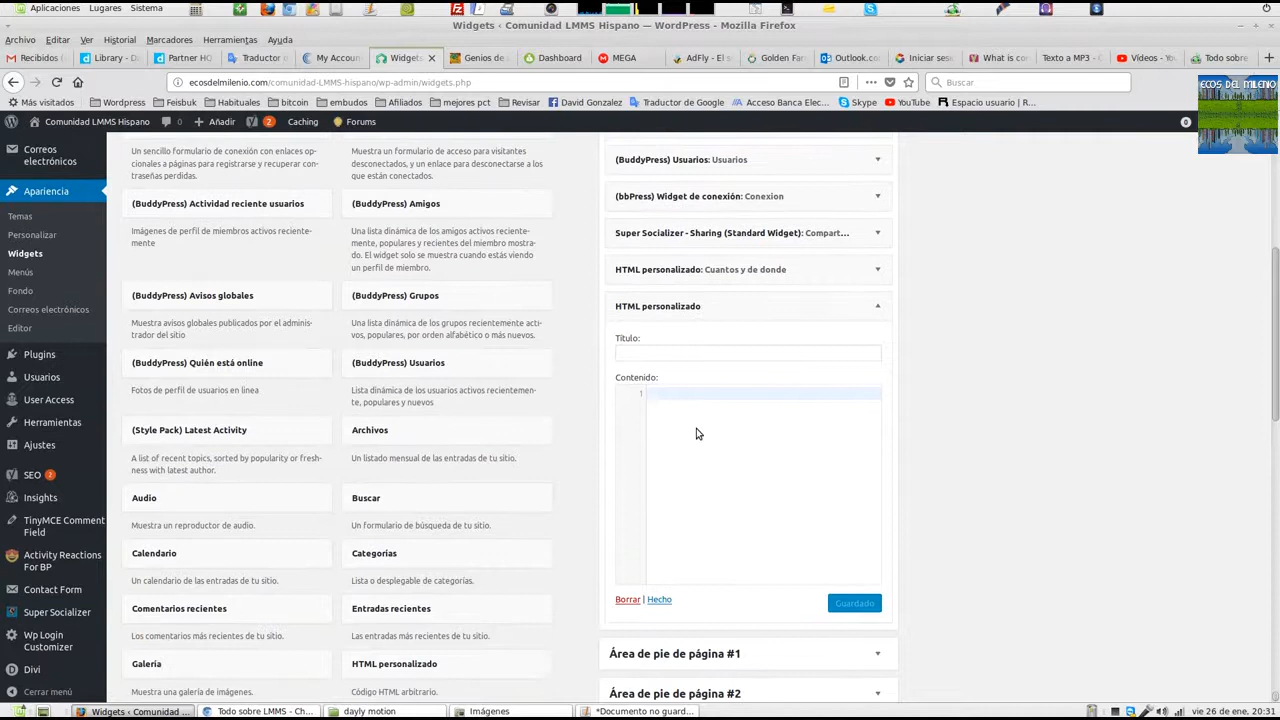 Aplicaciones Lugares Sistema
Widgets ‹ Comunidad LMMS Hispano — WordPress - Mozilla Firefox
Archivo Editar Ver Historial Marcadores Herramientas Ayuda
Recibidos ( Library - Da Partner M Traductor My Accoun Widgets Genios de Dashboard MEGA AdFly - El Golden Far Outlook.co Iniciar ses What is con Texto a MP3 - Vídeos - Yo Todo sobre
ecosdelmilenio.com/comunidad-LMMS-hispano/wp-admin/widgets.php
Buscar
ECOS DEL MILENIO
Más visitados Wordpress Feisbuk Habituales bitcoin embudos Afiliados mejores pct Revisar David Gonzalez Traductor de Google Acceso Banca Elec... Skype YouTube Espacio usuario | R...
Comunidad LMMS Hispano 0 Añadir 2 Caching Forums 0
Correos
electrónicos
Apariencia
Temas
Personalizar
Widgets
Menús
Fondo
Correos electrónicos
Editor
Plugins
Usuarios
User Access
Herramientas
Ajustes
SEO 2
Insights
TinyMCE Comment
Field
Activity Reactions
For BP
Contact Form
Super Socializer
Wp Login
Customizer
Divi
Cerrar menú
Un sencillo formulario de conexión con enlaces op-
cionales a páginas para registrarse y recuperar con-
traseñas perdidas.
Muestra un formulario de acceso para visitantes
desconectados, y un enlace para desconectarse a los
que están conectados.
(BuddyPress) Actividad reciente usuarios
Imágenes de perfil de miembros activos reciente-
mente
(BuddyPress) Amigos
Una lista dinámica de los amigos activos reciente-
mente, populares y recientes del miembro mostra-
do. El widget solo se muestra cuando estás viendo
un perfil de miembro.
(BuddyPress) Avisos globales
Muestra avisos globales publicados por el adminis-
trador del sitio
(BuddyPress) Grupos
Una lista dinámica de los grupos recientemente acti-
vos, populares, por orden alfabético o más nuevos.
(BuddyPress) Quién está online
Fotos de perfil de usuarios en línea
(BuddyPress) Usuarios
Lista dinámica de los usuarios activos recientemen-
te, populares y nuevos
(Style Pack) Latest Activity
A list of recent topics, sorted by popularity or fresh-
ness with latest author.
Archivos
Un listado mensual de las entradas de tu sitio.
Audio
Muestra un reproductor de audio.
Buscar
Un formulario de búsqueda de tu sitio.
Calendario
Un calendario de las entradas de tu sitio.
Categorías
Lista o desplegable de categorías.
Comentarios recientes
Los comentarios más recientes de tu sitio.
Entradas recientes
Las entradas más recientes de tu sitio.
Galería
Muestra una galería de imágenes.
HTML personalizado
Código HTML arbitrario.
(BuddyPress) Usuarios: Usuarios
(bbPress) Widget de conexión: Conexion
Super Socializer - Sharing (Standard Widget): Compart...
HTML personalizado: Cuantos y de donde
HTML personalizado
Título:
Contenido:
1
Borrar | Hecho
Guardado
Área de pie de página #1
Área de pie de página #2
Widgets ‹ Comunidad ... Todo sobre LMMS - Ch... dayly motion Imágenes *Documento no guard... vie 26 de ene, 20:31